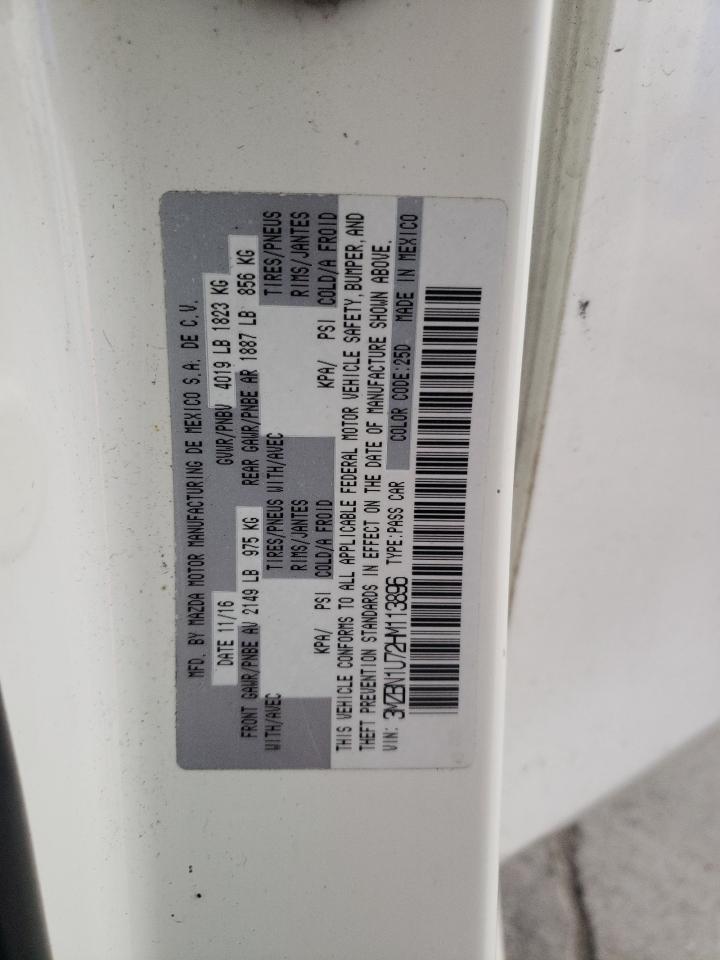 MFD. BY MAZDA MOTOR MANUFACTURING DE MEXICO S.A. DE C.V.
DATE 11/16 GVWR/PNBV 4019 LB 1823 KG
FRONT GAWR/PNBE AV 2149 LB 975 KG REAR GAWR/PNBE AR 1887 LB 856 KG
WITH/AVEC TIRES/PNEUS WITH/AVEC TIRES/PNEUS
RIMS/JANTES RIMS/JANTES
KPA/ PSI COLD/A FROID KPA/ PSI COLD/A FROID
THIS VEHICLE CONFORMS TO ALL APPLICABLE FEDERAL MOTOR VEHICLE SAFETY, BUMPER, AND
THEFT PREVENTION STANDARDS IN EFFECT ON THE DATE OF MANUFACTURE SHOWN ABOVE.
VIN: 3MZBN1U72HM113896 TYPE:PASS CAR COLOR CODE:25D MADE IN MEXICO